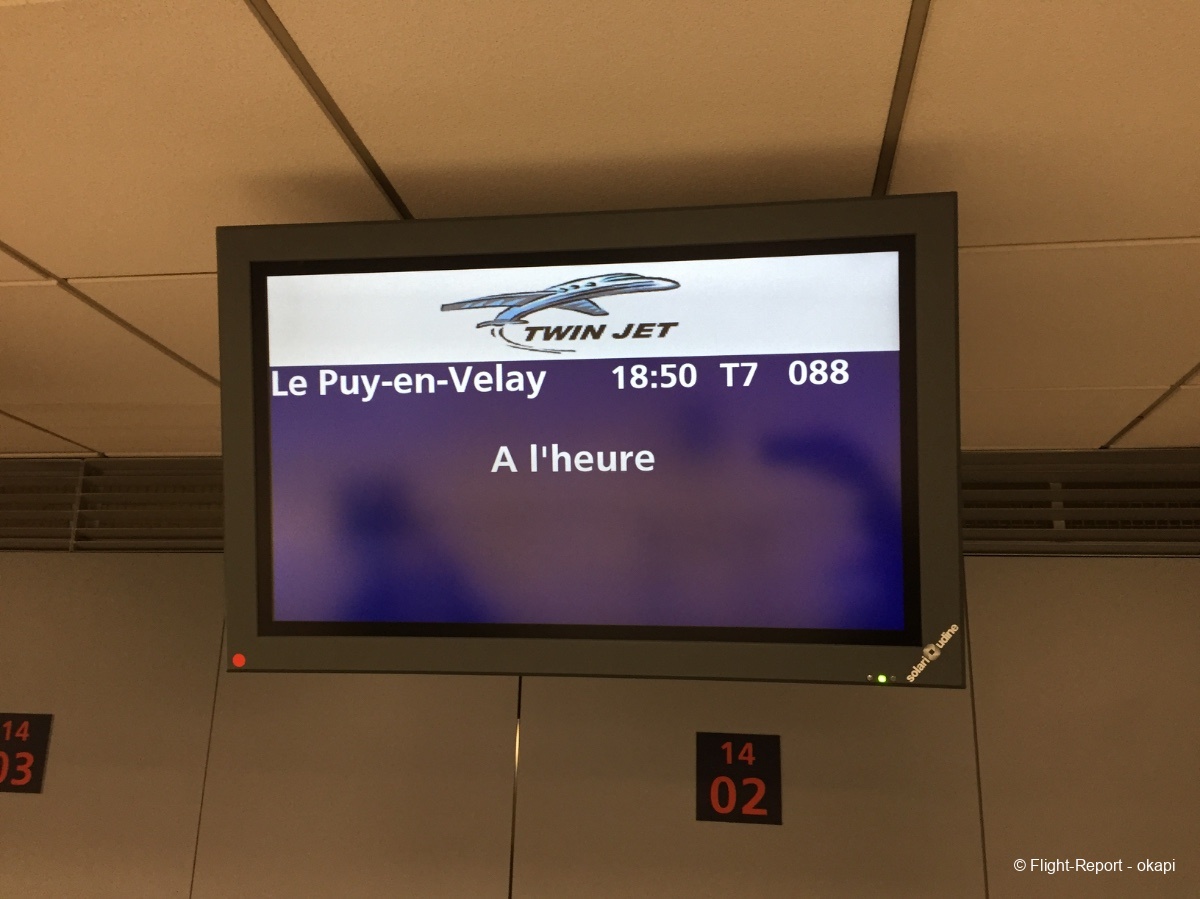 TWIN JET
Le Puy-en-Velay 18:50 T7 088
A l'heure
solari udine
14
03
14
02
© Flight-Report - okapi